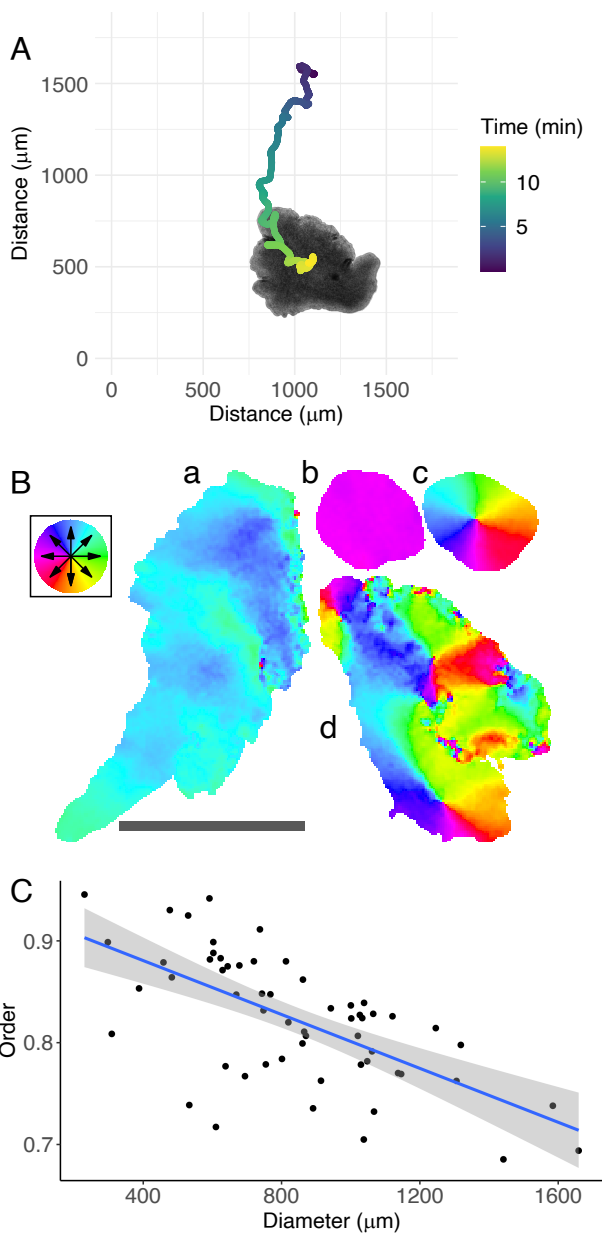 A
Distance (μm)
1500
1000
500
0
0 500 1000 1500
Distance (μm)
Time (min)
10
5
B
a
b
c
d
C
Order
0.9
0.8
0.7
400 800 1200 1600
Diameter (μm)